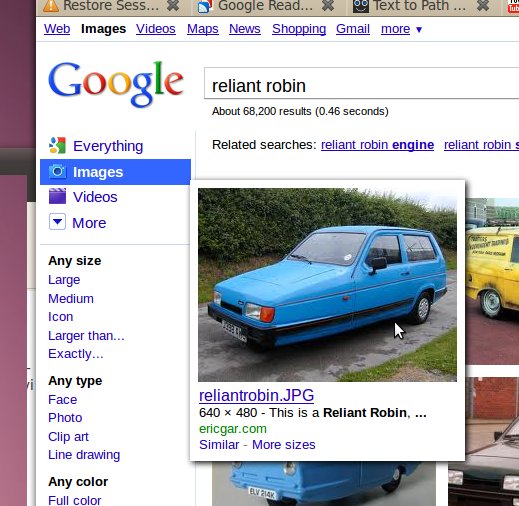 Restore Sess...
Google Read...
Text to Path ...
You
Web Images Videos Maps News Shopping Gmail more ▼
Google
reliant robin
About 68,200 results (0.46 seconds)
Related searches: reliant robin engine reliant robin s
Everything
Images
Videos
More
Any size
Large
Medium
Icon
Larger than...
Exactly...
Any type
Face
Photo
Clip art
Line drawing
Any color
Full color
reliantrobin.JPG
640 × 480 - This is a Reliant Robin, ...
ericgar.com
Similar - More sizes
ELV 214K